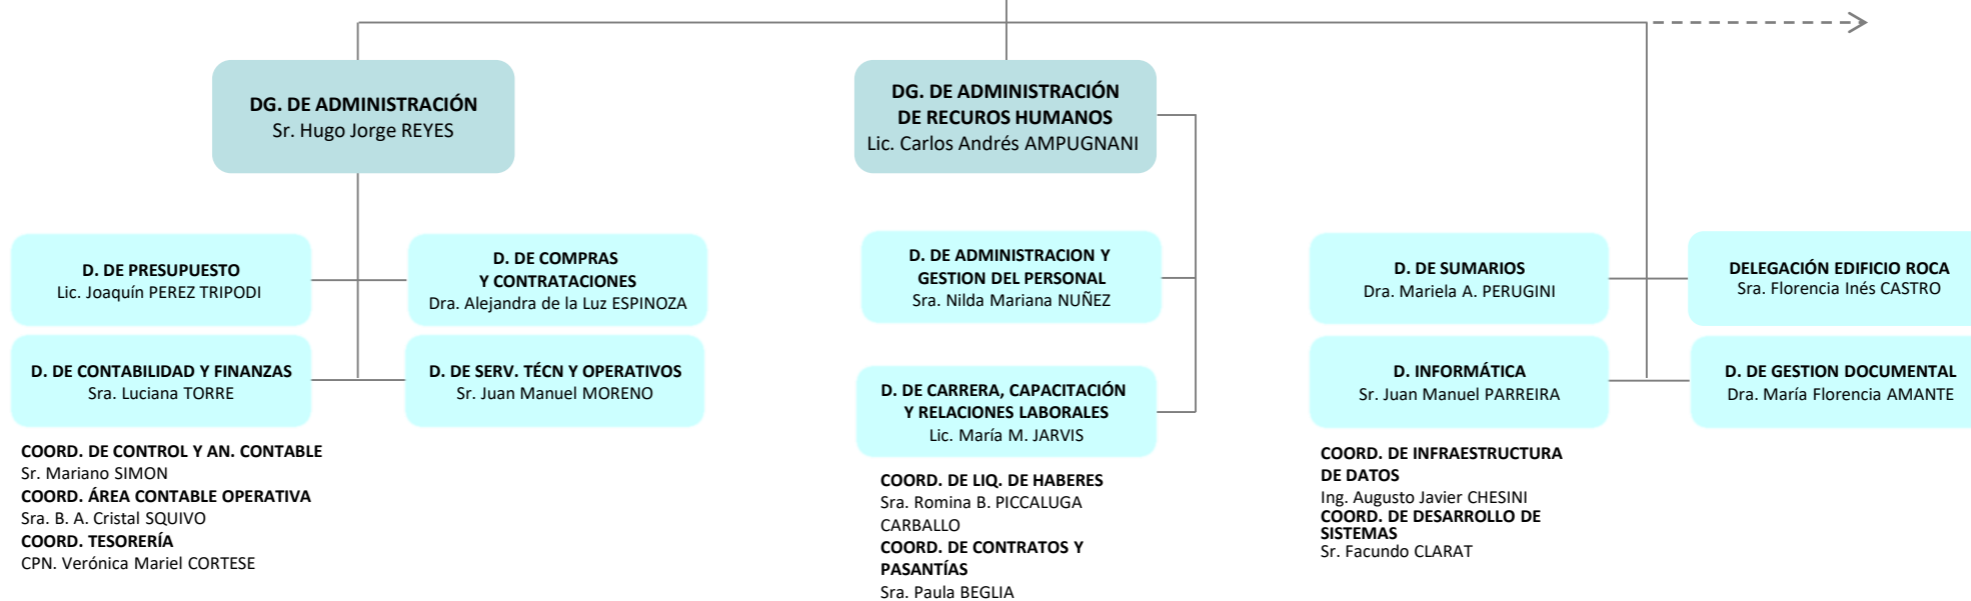 DG. DE ADMINISTRACIÓN
Sr. Hugo Jorge REYES
DG. DE ADMINISTRACIÓN
DE RECUROS HUMANOS
Lic. Carlos Andrés AMPUGNANI
D. DE PRESUPUESTO
Lic. Joaquín PEREZ TRIPODI
D. DE COMPRAS
Y CONTRATACIONES
Dra. Alejandra de la Luz ESPINOZA
D. DE CONTABILIDAD Y FINANZAS
Sra. Luciana TORRE
D. DE SERV. TÉCN Y OPERATIVOS
Sr. Juan Manuel MORENO
COORD. DE CONTROL Y AN. CONTABLE
Sr. Mariano SIMON
COORD. ÁREA CONTABLE OPERATIVA
Sra. B. A. Cristal SQUIVO
COORD. TESORERÍA
CPN. Verónica Mariel CORTESE
D. DE ADMINISTRACION Y
GESTION DEL PERSONAL
Sra. Nilda Mariana NUÑEZ
D. DE CARRERA, CAPACITACIÓN
Y RELACIONES LABORALES
Lic. María M. JARVIS
COORD. DE LIQ. DE HABERES
Sra. Romina B. PICCALUGA
CARBALLO
COORD. DE CONTRATOS Y
PASANTÍAS
Sra. Paula BEGLIA
D. DE SUMARIOS
Dra. Mariela A. PERUGINI
DELEGACIÓN EDIFICIO ROCA
Sra. Florencia Inés CASTRO
D. INFORMÁTICA
Sr. Juan Manuel PARREIRA
D. DE GESTION DOCUMENTAL
Dra. María Florencia AMANTE
COORD. DE INFRAESTRUCTURA
DE DATOS
Ing. Augusto Javier CHESINI
COORD. DE DESARROLLO DE
SISTEMAS
Sr. Facundo CLARAT